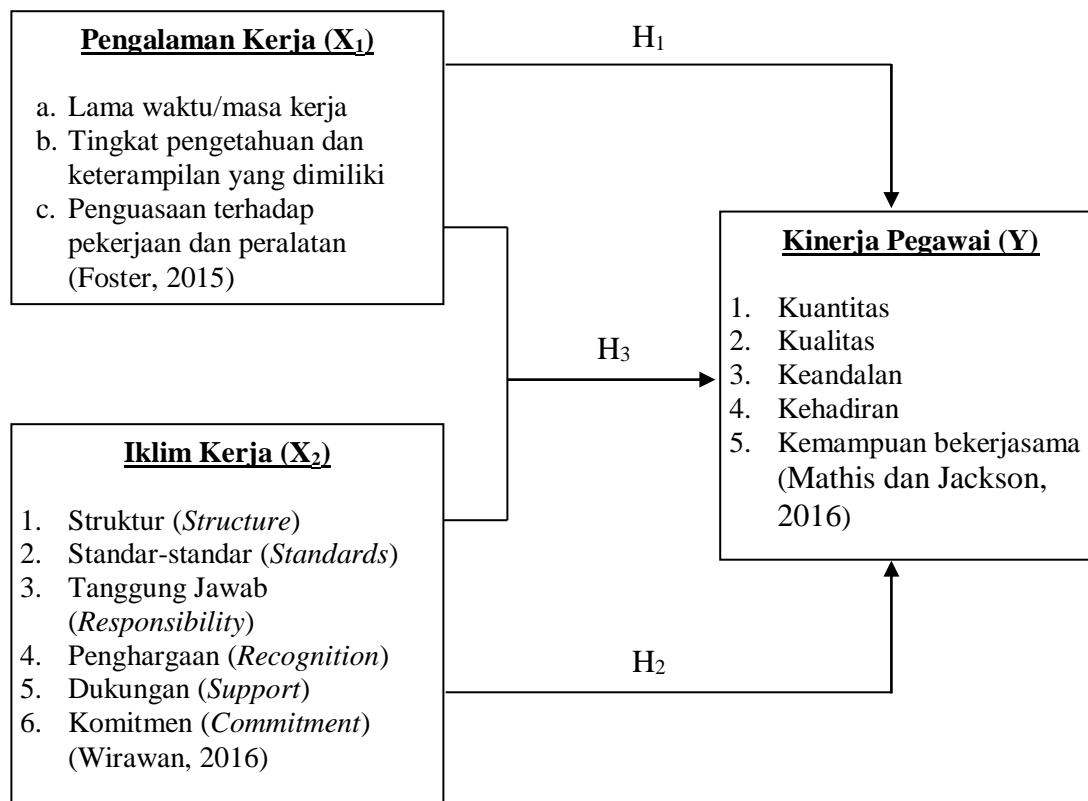 Pengalaman Kerja (X₁)
a. Lama waktu/masa kerja
b. Tingkat pengetahuan dan
keterampilan yang dimiliki
c. Penguasaan terhadap
pekerjaan dan peralatan
(Foster, 2015)
H₁
Kinerja Pegawai (Y)
1. Kuantitas
2. Kualitas
3. Keandalan
4. Kehadiran
5. Kemampuan bekerjasama
(Mathis dan Jackson,
2016)
H₃
Iklim Kerja (X₂)
1. Struktur (Structure)
2. Standar-standar (Standards)
3. Tanggung Jawab
(Responsibility)
4. Penghargaan (Recognition)
5. Dukungan (Support)
6. Komitmen (Commitment)
(Wirawan, 2016)
H₂